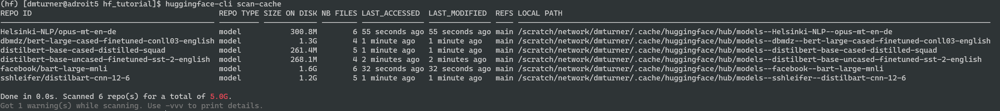 (hf) [dmturner@adroit5 hf_tutorial]$ huggingface-cli scan-cache
REPO ID REPO TYPE SIZE ON DISK NB FILES LAST_ACCESSED LAST_MODIFIED REFS LOCAL PATH
Helsinki-NLP/opus-mt-en-de model 300.8M 6 55 seconds ago 55 seconds ago main /scratch/network/dmturner/.cache/huggingface/hub/models--Helsinki-NLP--opus-mt-en-de
dbmdz/bert-large-cased-finetuned-conll03-english model 1.3G 4 1 minute ago 1 minute ago main /scratch/network/dmturner/.cache/huggingface/hub/models--dbmdz--bert-large-cased-finetuned-conll03-english
distilbert-base-cased-distilled-squad model 261.4M 5 1 minute ago 1 minute ago main /scratch/network/dmturner/.cache/huggingface/hub/models--distilbert-base-cased-distilled-squad
distilbert-base-uncased-finetuned-sst-2-english model 268.1M 4 2 minutes ago 2 minutes ago main /scratch/network/dmturner/.cache/huggingface/hub/models--distilbert-base-uncased-finetuned-sst-2-english
facebook/bart-large-mnli model 1.6G 6 32 seconds ago 32 seconds ago main /scratch/network/dmturner/.cache/huggingface/hub/models--facebook--bart-large-mnli
sshleifer/distilbart-cnn-12-6 model 1.2G 5 1 minute ago 1 minute ago main /scratch/network/dmturner/.cache/huggingface/hub/models--sshleifer--distilbart-cnn-12-6
Done in 0.0s. Scanned 6 repo(s) for a total of 5.0G.
Got 1 warning(s) while scanning. Use -vvv to print details.